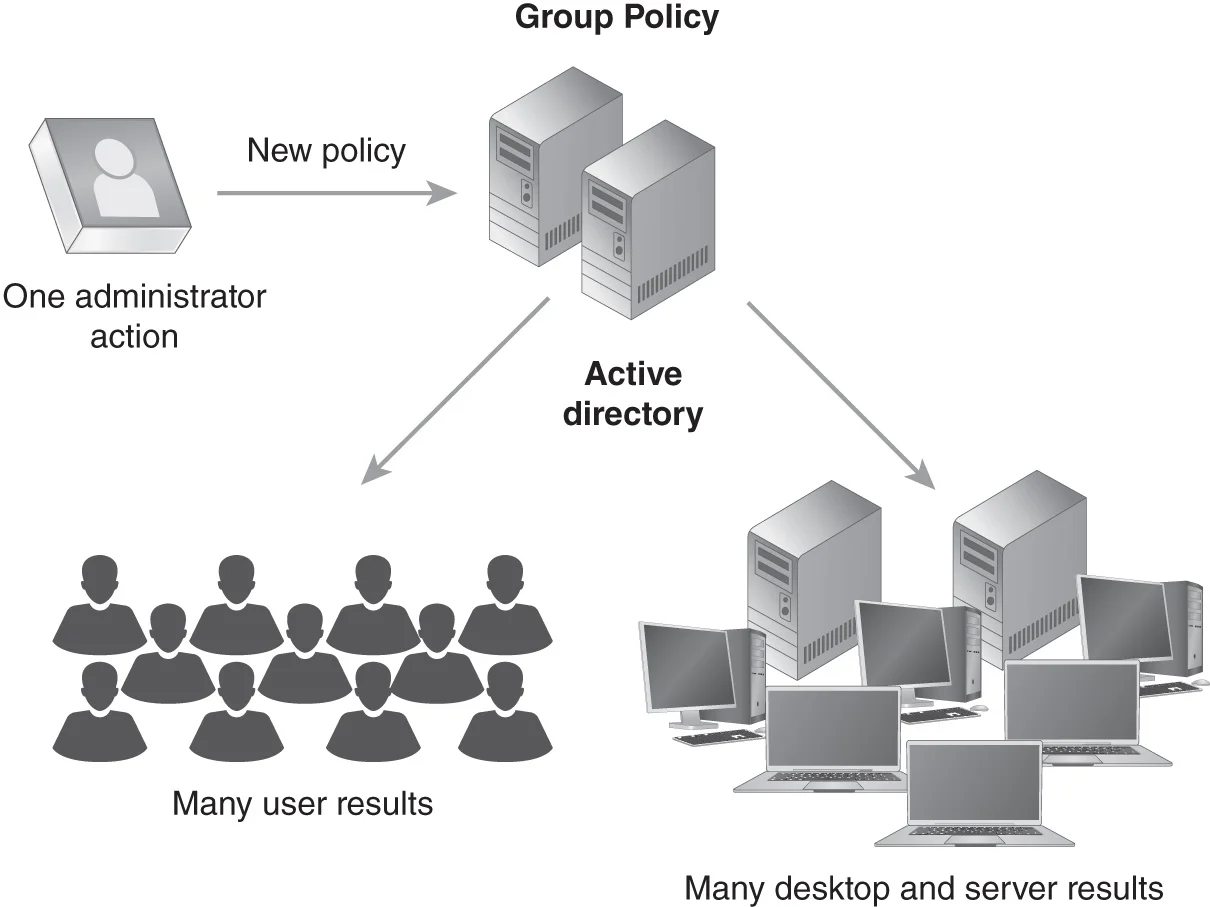 Group Policy
New policy
One administrator
action
Active
directory
Many user results
Many desktop and server results